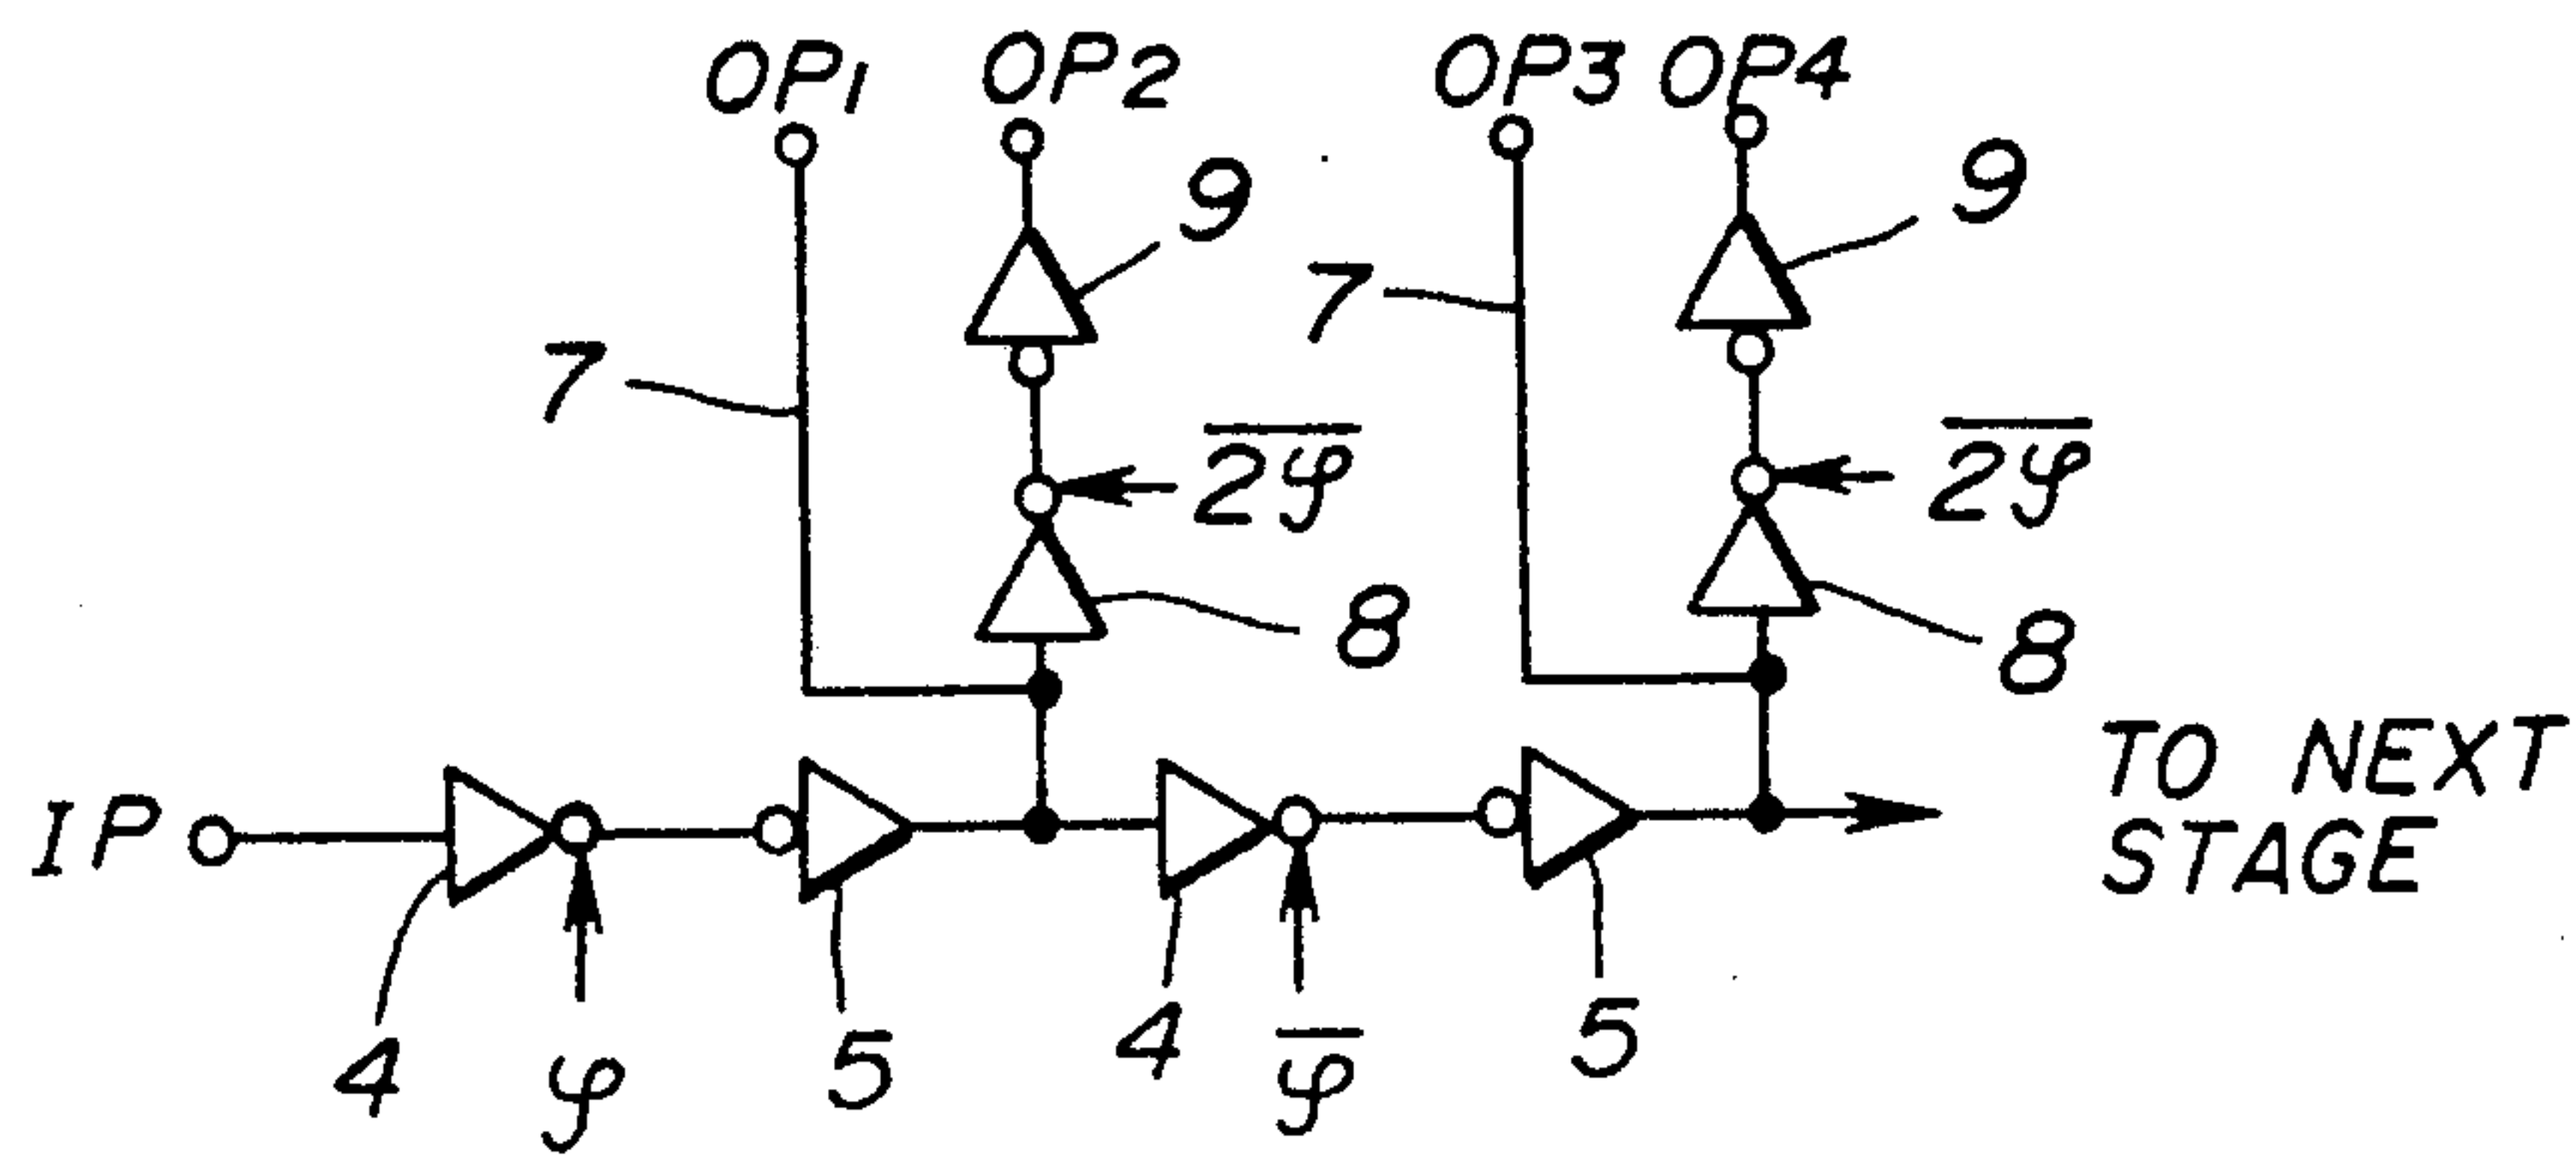 OP1 OP2 OP3 OP4
9 9
7 7
2φ̅ 2φ̅
8 8
IP
TO NEXT
STAGE
4 φ 5 4 φ̅ 5